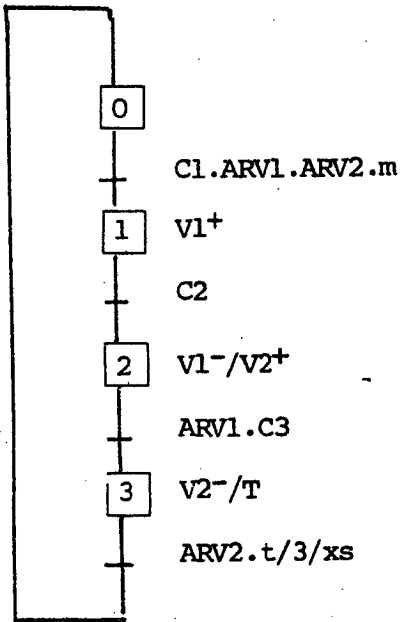 0
C1.ARV1.ARV2.m
1 V1⁺
C2
2 V1⁻/V2⁺
ARV1.C3
3 V2⁻/T
ARV2.t/3/xs